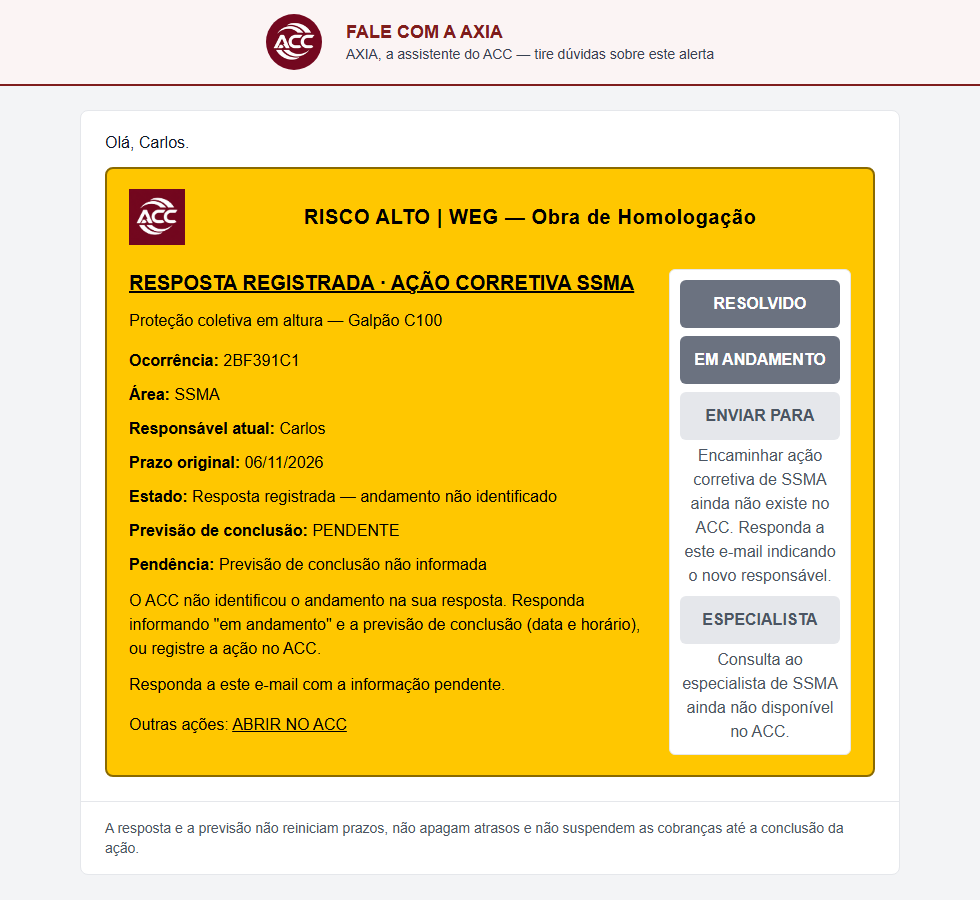 ACC
FALE COM A AXIA
AXIA, a assistente do ACC — tire dúvidas sobre este alerta
Olá, Carlos.
ACC
RISCO ALTO | WEG — Obra de Homologação
RESPOSTA REGISTRADA · AÇÃO CORRETIVA SSMA
Proteção coletiva em altura — Galpão C100
Ocorrência: 2BF391C1
Área: SSMA
Responsável atual: Carlos
Prazo original: 06/11/2026
Estado: Resposta registrada — andamento não identificado
Previsão de conclusão: PENDENTE
Pendência: Previsão de conclusão não informada
O ACC não identificou o andamento na sua resposta. Responda
informando "em andamento" e a previsão de conclusão (data e horário),
ou registre a ação no ACC.
Responda a este e-mail com a informação pendente.
Outras ações: ABRIR NO ACC
RESOLVIDO
EM ANDAMENTO
ENVIAR PARA
Encaminhar ação
corretiva de SSMA
ainda não existe no
ACC. Responda a
este e-mail indicando
o novo responsável.
ESPECIALISTA
Consulta ao
especialista de SSMA
ainda não disponível
no ACC.
A resposta e a previsão não reiniciam prazos, não apagam atrasos e não suspendem as cobranças até a conclusão da
ação.